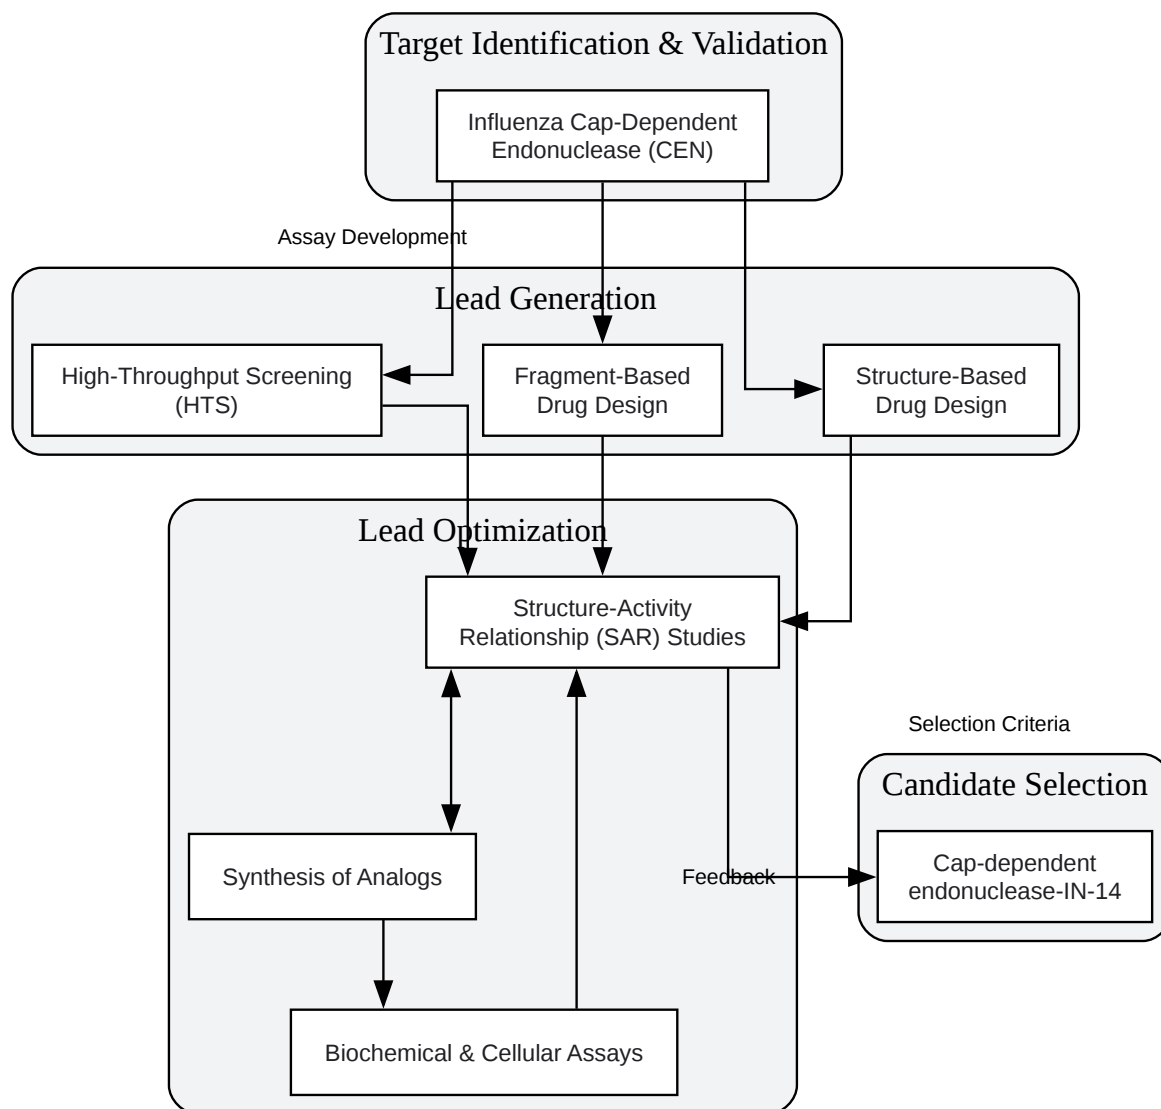 Target Identification & Validation
Influenza Cap-Dependent
Endonuclease (CEN)
Assay Development
Lead Generation
High-Throughput Screening
(HTS)
Fragment-Based
Drug Design
Structure-Based
Drug Design
Lead Optimization
Structure-Activity
Relationship (SAR) Studies
Selection Criteria
Candidate Selection
Synthesis of Analogs
Feedback
Cap-dependent
endonuclease-IN-14
Biochemical & Cellular Assays